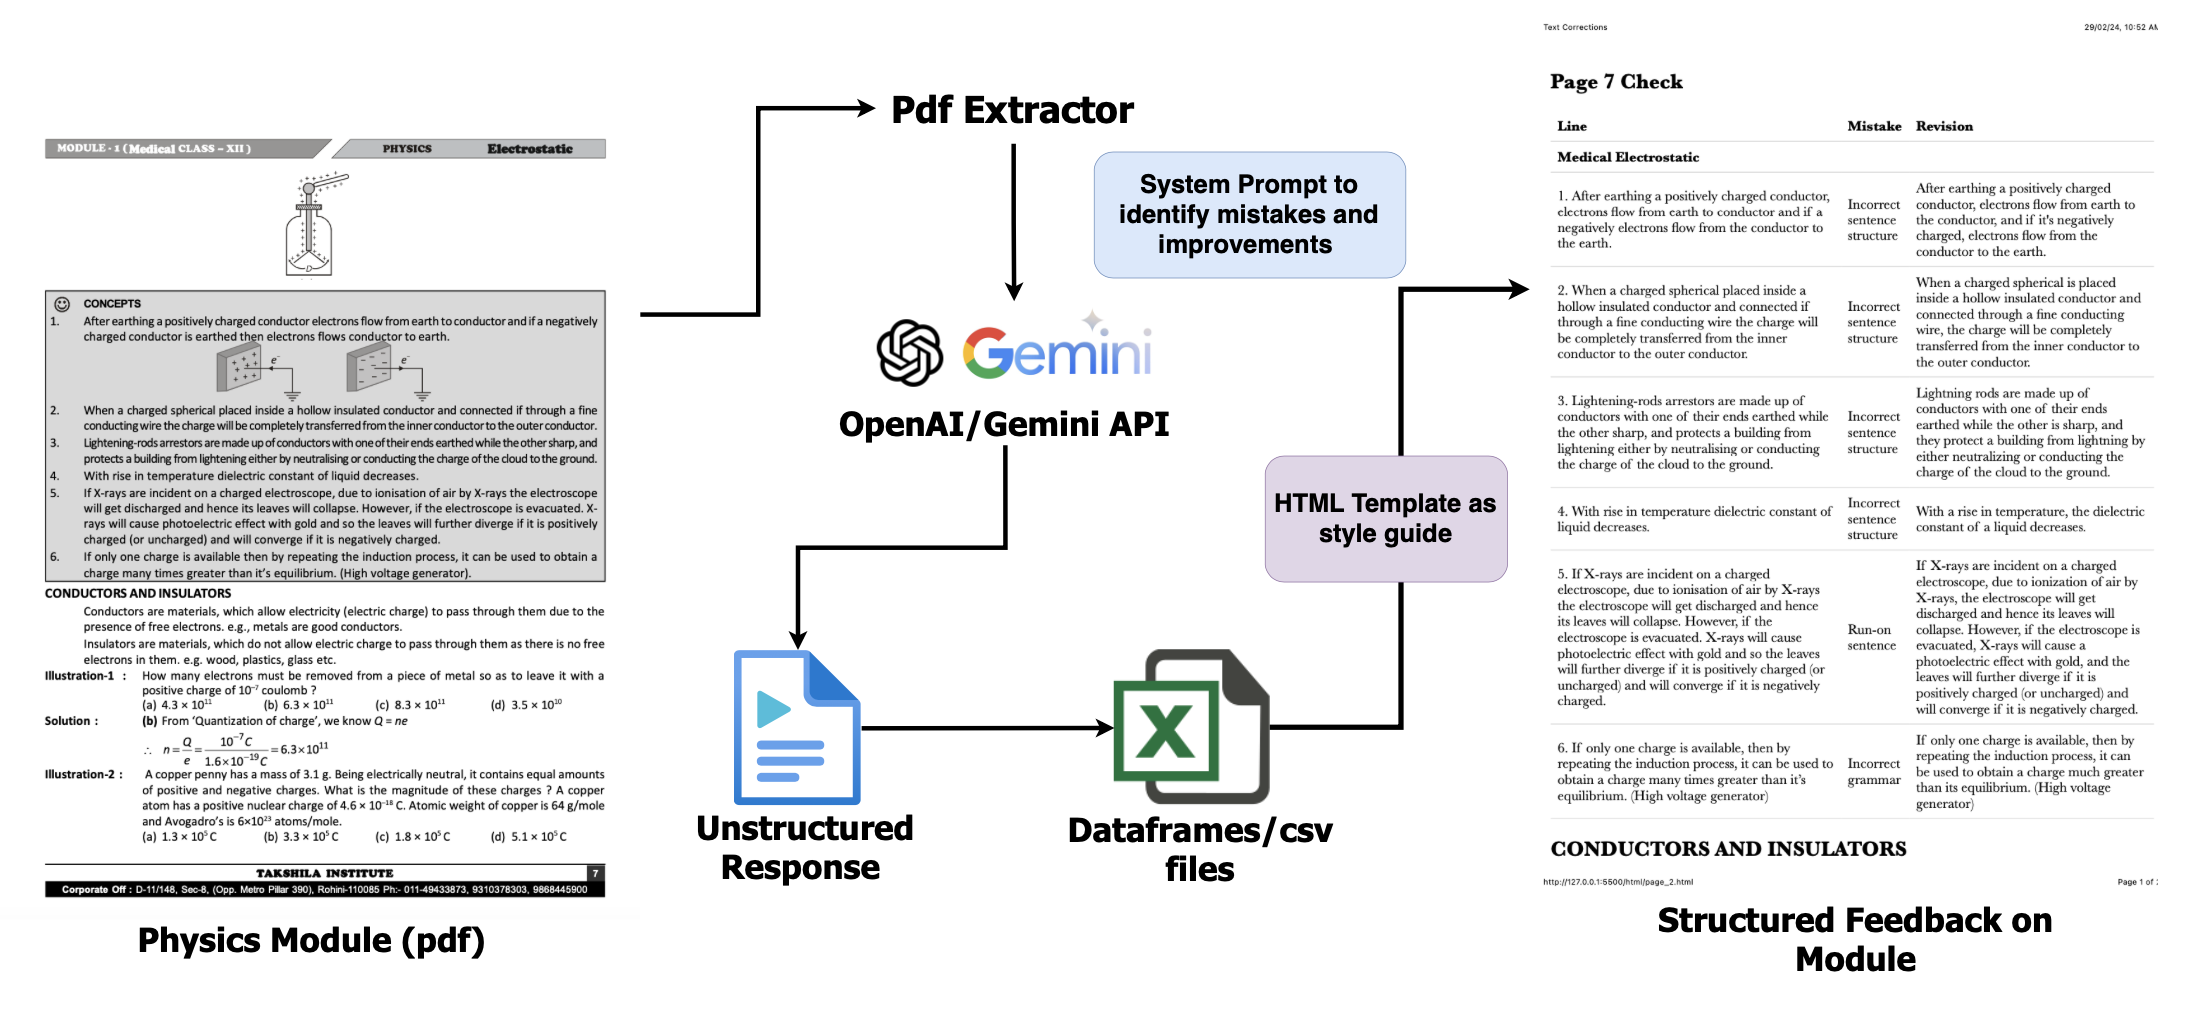 MODULE - 1 ( Medical CLASS – XII )
PHYSICS
Electrostatic
D
CONCEPTS
1. After earthing a positively charged conductor electrons flow from earth to conductor and if a negatively
charged conductor is earthed then electrons flows conductor to earth.
e-
e-
2. When a charged spherical placed inside a hollow insulated conductor and connected if through a fine
conducting wire the charge will be completely transferred from the inner conductor to the outer conductor.
3. Lightening-rods arrestors are made up of conductors with one of their ends earthed while the other sharp, and
protects a building from lightening either by neutralising or conducting the charge of the cloud to the ground.
4. With rise in temperature dielectric constant of liquid decreases.
5. If X-rays are incident on a charged electroscope, due to ionisation of air by X-rays the electroscope
will get discharged and hence its leaves will collapse. However, if the electroscope is evacuated. X-
rays will cause photoelectric effect with gold and so the leaves will further diverge if it is positively
charged (or uncharged) and will converge if it is negatively charged.
6. If only one charge is available then by repeating the induction process, it can be used to obtain a
charge many times greater than it's equilibrium. (High voltage generator).
CONDUCTORS AND INSULATORS
Conductors are materials, which allow electricity (electric charge) to pass through them due to the
presence of free electrons. e.g., metals are good conductors.
Insulators are materials, which do not allow electric charge to pass through them as there is no free
electrons in them. e.g. wood, plastics, glass etc.
Illustration-1 : How many electrons must be removed from a piece of metal so as to leave it with a
positive charge of 10⁻⁷ coulomb ?
(a) 4.3 × 10¹¹ (b) 6.3 × 10¹¹ (c) 8.3 × 10¹¹ (d) 3.5 × 10¹⁰
Solution : (b) From 'Quantization of charge', we know Q = ne
∴ n = Q/e = 10⁻⁷C / 1.6×10⁻¹⁹C = 6.3×10¹¹
Illustration-2 : A copper penny has a mass of 3.1 g. Being electrically neutral, it contains equal amounts
of positive and negative charges. What is the magnitude of these charges ? A copper
atom has a positive nuclear charge of 4.6 × 10⁻¹⁸ C. Atomic weight of copper is 64 g/mole
and Avogadro's is 6×10²³ atoms/mole.
(a) 1.3 × 10⁵ C (b) 3.3 × 10⁵ C (c) 1.8 × 10⁵ C (d) 5.1 × 10⁵ C
TAKSHILA INSTITUTE 7
Corporate Off : D-11/148, Sec-8, (Opp. Metro Pillar 390), Rohini-110085 Ph:- 011-49433873, 9310378303, 9868445900
Physics Module (pdf)
Pdf Extractor
System Prompt to
identify mistakes and
improvements
Gemini
OpenAI/Gemini API
Unstructured
Response
Dataframes/csv
files
X
HTML Template as
style guide
Text Corrections
29/02/24, 10:52 AM
Page 7 Check
Line Mistake Revision
Medical Electrostatic
1. After earthing a positively charged conductor,
electrons flow from earth to conductor and if a
negatively electrons flow from the conductor to
the earth.
Incorrect
sentence
structure
After earthing a positively charged
conductor, electrons flow from earth to
the conductor, and if it's negatively
charged, electrons flow from the
conductor to the earth.
2. When a charged spherical placed inside a
hollow insulated conductor and connected if
through a fine conducting wire the charge will
be completely transferred from the inner
conductor to the outer conductor.
Incorrect
sentence
structure
When a charged spherical is placed
inside a hollow insulated conductor and
connected through a fine conducting
wire, the charge will be completely
transferred from the inner conductor to
the outer conductor.
3. Lightening-rods arrestors are made up of
conductors with one of their ends earthed while
the other sharp, and protects a building from
lightening either by neutralising or conducting
the charge of the cloud to the ground.
Incorrect
sentence
structure
Lightning rods are made up of
conductors with one of their ends
earthed while the other is sharp, and
they protect a building from lightning by
either neutralizing or conducting the
charge of the cloud to the ground.
4. With rise in temperature dielectric constant of
liquid decreases.
Incorrect
sentence
structure
With a rise in temperature, the dielectric
constant of a liquid decreases.
5. If X-rays are incident on a charged
electroscope, due to ionisation of air by X-rays
the electroscope will get discharged and hence
its leaves will collapse. However, if the
electroscope is evacuated. X-rays will cause
photoelectric effect with gold and so the leaves
will further diverge if it is positively charged (or
uncharged) and will converge if it is negatively
charged.
Run-on
sentence
If X-rays are incident on a charged
electroscope, due to ionization of air by
X-rays, the electroscope will get
discharged and hence its leaves will
collapse. However, if the electroscope is
evacuated, X-rays will cause a
photoelectric effect with gold, and the
leaves will further diverge if it is
positively charged (or uncharged) and
will converge if it is negatively charged.
6. If only one charge is available, then by
repeating the induction process, it can be used to
obtain a charge many times greater than it's
equilibrium. (High voltage generator)
Incorrect
grammar
If only one charge is available, then by
repeating the induction process, it can
be used to obtain a charge much greater
than its equilibrium. (High voltage
generator)
CONDUCTORS AND INSULATORS
http://127.0.0.1:5500/html/page_2.html
Page 1 of
Structured Feedback on
Module